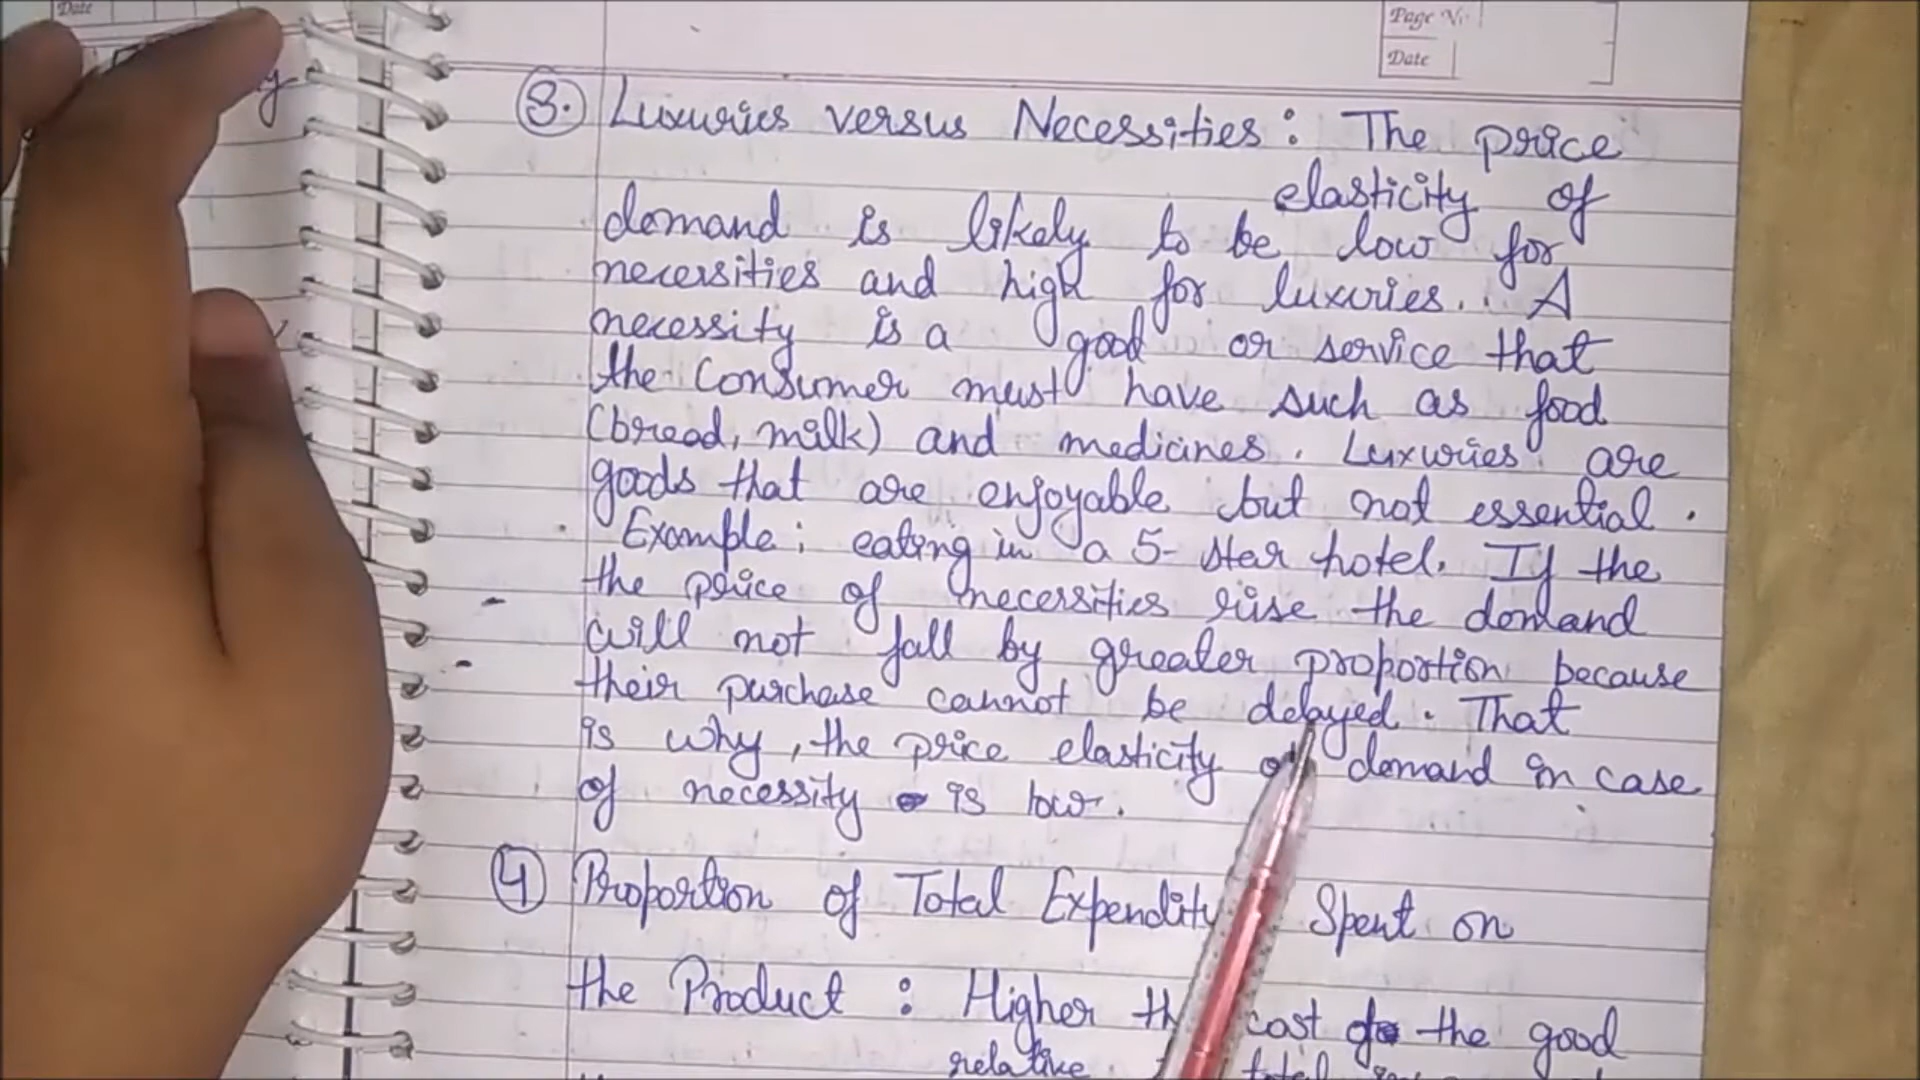 Date
Page No.
Date
y
3. Luxuries versus Necessities : The price
elasticity of
demand is likely to be low for
necessities and high for luxuries. A
necessity is a good or service that
the Consumer must have such as food
(bread, milk) and medicines. Luxuries are
goods that are enjoyable but not essential.
Example : eating in a 5-star hotel. If the
the price of necessities rise the demand
will not fall by greater proportion because
their purchase cannot be delayed. That
is why, the price elasticity of demand in case
of necessity is low.
4 Proportion of Total Spent on
the Product : Higher cost of the good
relative total